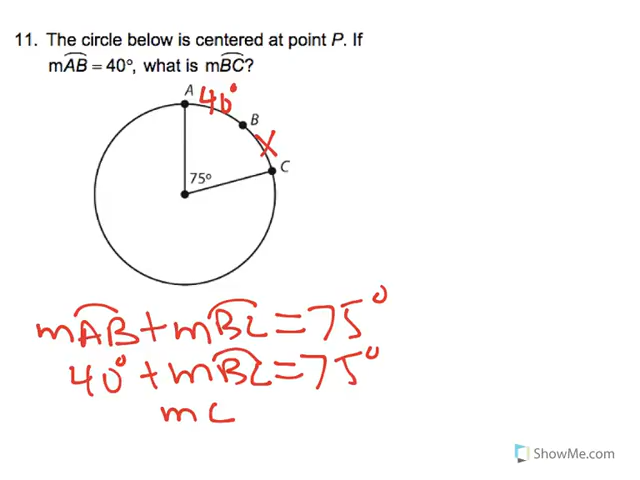 11. The circle below is centered at point P. If
mAB = 40°, what is mBC?
A 40°
B
X
C
75°
mAB + mBC = 75°
40° + mBC = 75°
m C
ShowMe.com